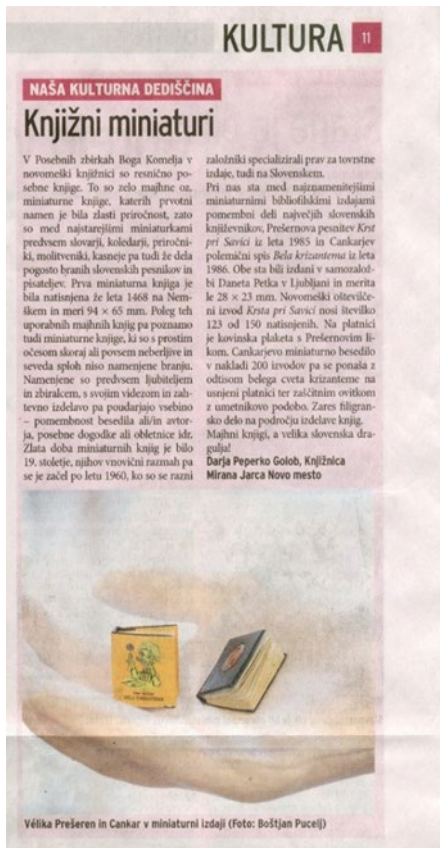 KULTURA 11
NAŠA KULTURNA DEDIŠČINA
Knjižni miniaturi
V Posebnih zbirkah Boga Komelja v
novomeški knjižnici so resnično po-
sebne knjige. To so zelo majhne oz.
miniaturne knjige, katerih prvotni
namen je bila zlasti priročnost, zato
so med najstarejšimi miniaturkami
predvsem slovarji, koledarji, priročni-
ki, molitveniki, kasneje pa tudi že dela
pogosto branih slovenskih pesnikov in
pisateljev. Prva miniaturna knjiga je
bila natisnjena že leta 1468 na Nem-
škem in meri 94 × 65 mm. Poleg teh
uporabnih majhnih knjig pa poznamo
tudi miniaturne knjige, ki so s prostim
očesom skoraj ali povsem neberljive in
seveda sploh niso namenjene branju.
Namenjene so predvsem ljubiteljem
in zbiralcem, s svojim videzom in zah-
tevno izdelavo pa poudarjajo vsebino
– pomembnost besedila ali/in avtor-
ja, posebne dogodke ali obletnice idr.
Zlata doba miniaturnih knjig je bilo
19. stoletje, njihov vnovični razmah pa
se je začel po letu 1960, ko so se razni
založniki specializirali prav za tovrstne
izdaje, tudi na Slovenskem.
Pri nas sta med najznamenitejšimi
miniaturnimi bibliofilskimi izdajami
pomembni deli največjih slovenskih
književnikov, Prešernova pesnitev Krst
pri Savici iz leta 1985 in Cankarjev
polemični spis Bela krizantema iz leta
1986. Obe sta bili izdani v samozalož-
bi Daneta Petka v Ljubljani in merita
le 28 × 23 mm. Novomeški oštevilče-
ni izvod Krsta pri Savici nosi številko
123 od 150 natisnjenih. Na platnici
je kovinska plaketa s Prešernovim li-
kom. Cankarjevo miniaturno besedilo
v nakladi 200 izvodov pa se ponaša z
odtisom belega cveta krizanteme na
usnjeni platnici ter zaščitnim ovitkom
z umetnikovo podobo. Zares filigran-
sko delo na področju izdelave knjig.
Majhni knjigi, a velika slovenska dra-
gulja!
Darja Peperko Golob, Knjižnica
Mirana Jarca Novo mesto
Vélika Prešeren in Cankar v miniaturni izdaji (Foto: Boštjan Pucelj)